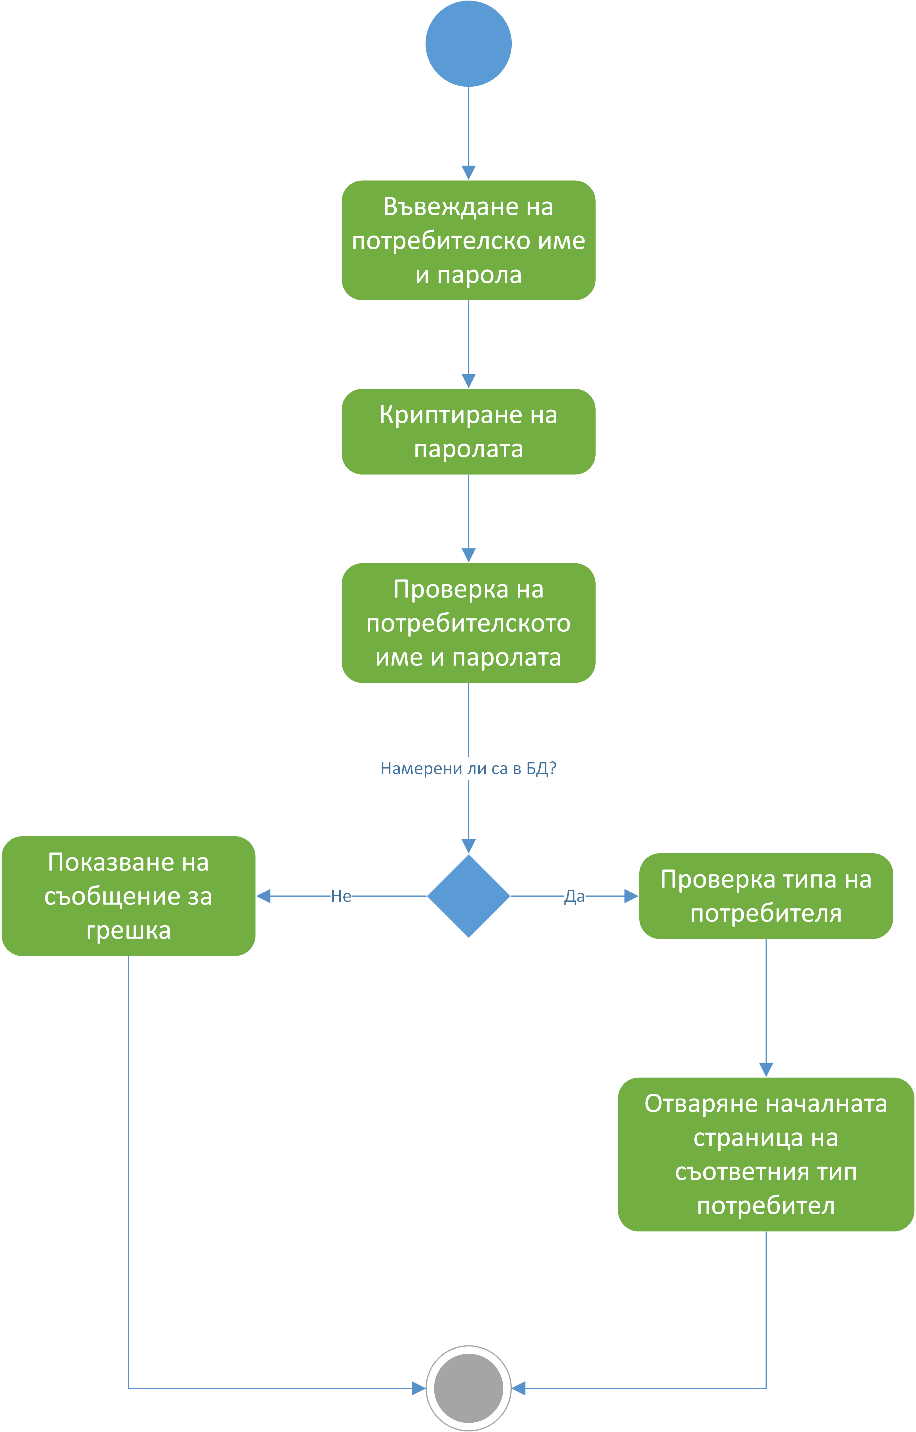 Въвеждане на
потребителско име
и парола
Криптиране на
паролата
Проверка на
потребителското
име и паролата
Намерени ли са в БД?
Показване на
съобщение за
грешка
Не
Да
Проверка типа на
потребителя
Отваряне началната
страница на
съответния тип
потребител